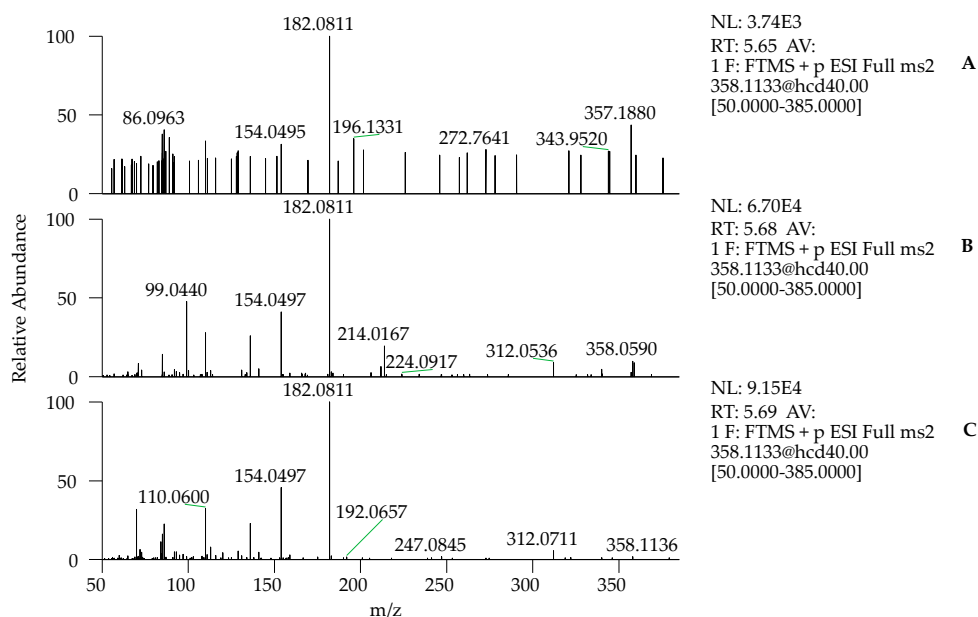 100
50
0
182.0811
86.0963
154.0495
196.1331
272.7641
343.9520
357.1880
NL: 3.74E3
RT: 5.65 AV:
1 F: FTMS + p ESI Full ms2
358.1133@hcd40.00
[50.0000-385.0000]
A
Relative Abundance
100
50
0
182.0811
99.0440
154.0497
214.0167
224.0917
312.0536
358.0590
NL: 6.70E4
RT: 5.68 AV:
1 F: FTMS + p ESI Full ms2
358.1133@hcd40.00
[50.0000-385.0000]
B
100
50
0
182.0811
110.0600
154.0497
192.0657
247.0845
312.0711
358.1136
NL: 9.15E4
RT: 5.69 AV:
1 F: FTMS + p ESI Full ms2
358.1133@hcd40.00
[50.0000-385.0000]
C
50 100 150 200 250 300 350
m/z